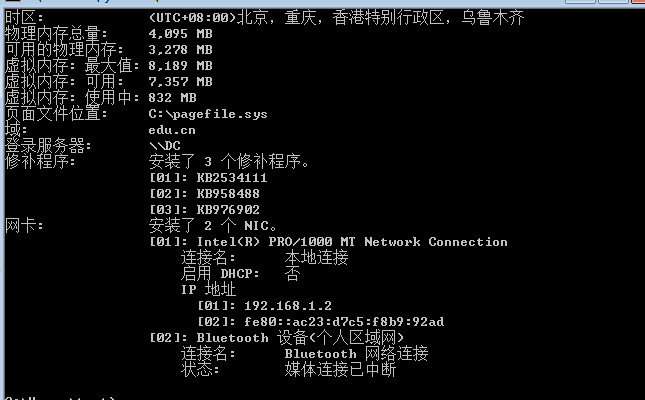 时区: (UTC+08:00)北京，重庆，香港特别行政区，乌鲁木齐
物理内存总量: 4,095 MB
可用的物理内存: 3,278 MB
虚拟内存: 最大值: 8,189 MB
虚拟内存: 可用: 7,357 MB
虚拟内存: 使用中: 832 MB
页面文件位置: C:\pagefile.sys
域: edu.cn
登录服务器: \\DC
修补程序: 安装了 3 个修补程序。
[01]: KB2534111
[02]: KB958488
[03]: KB976902
网卡: 安装了 2 个 NIC。
[01]: Intel(R) PRO/1000 MT Network Connection
连接名: 本地连接
启用 DHCP: 否
IP 地址
[01]: 192.168.1.2
[02]: fe80::ac23:d7c5:f8b9:92ad
[02]: Bluetooth 设备(个人区域网)
连接名: Bluetooth 网络连接
状态: 媒体连接已中断